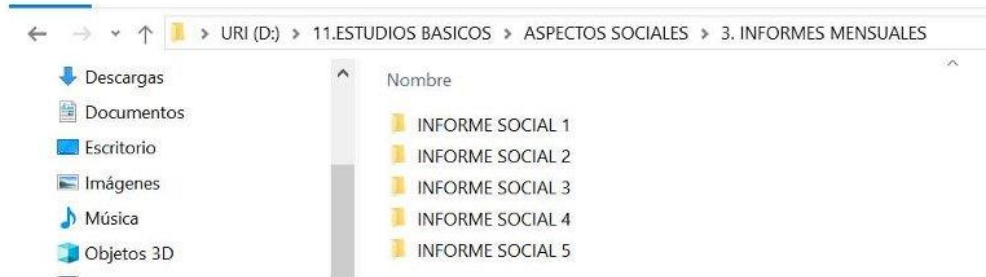 URI (D:) > 11.ESTUDIOS BASICOS > ASPECTOS SOCIALES > 3. INFORMES MENSUALES
Descargas
Documentos
Escritorio
Imágenes
Música
Objetos 3D
Nombre
INFORME SOCIAL 1
INFORME SOCIAL 2
INFORME SOCIAL 3
INFORME SOCIAL 4
INFORME SOCIAL 5